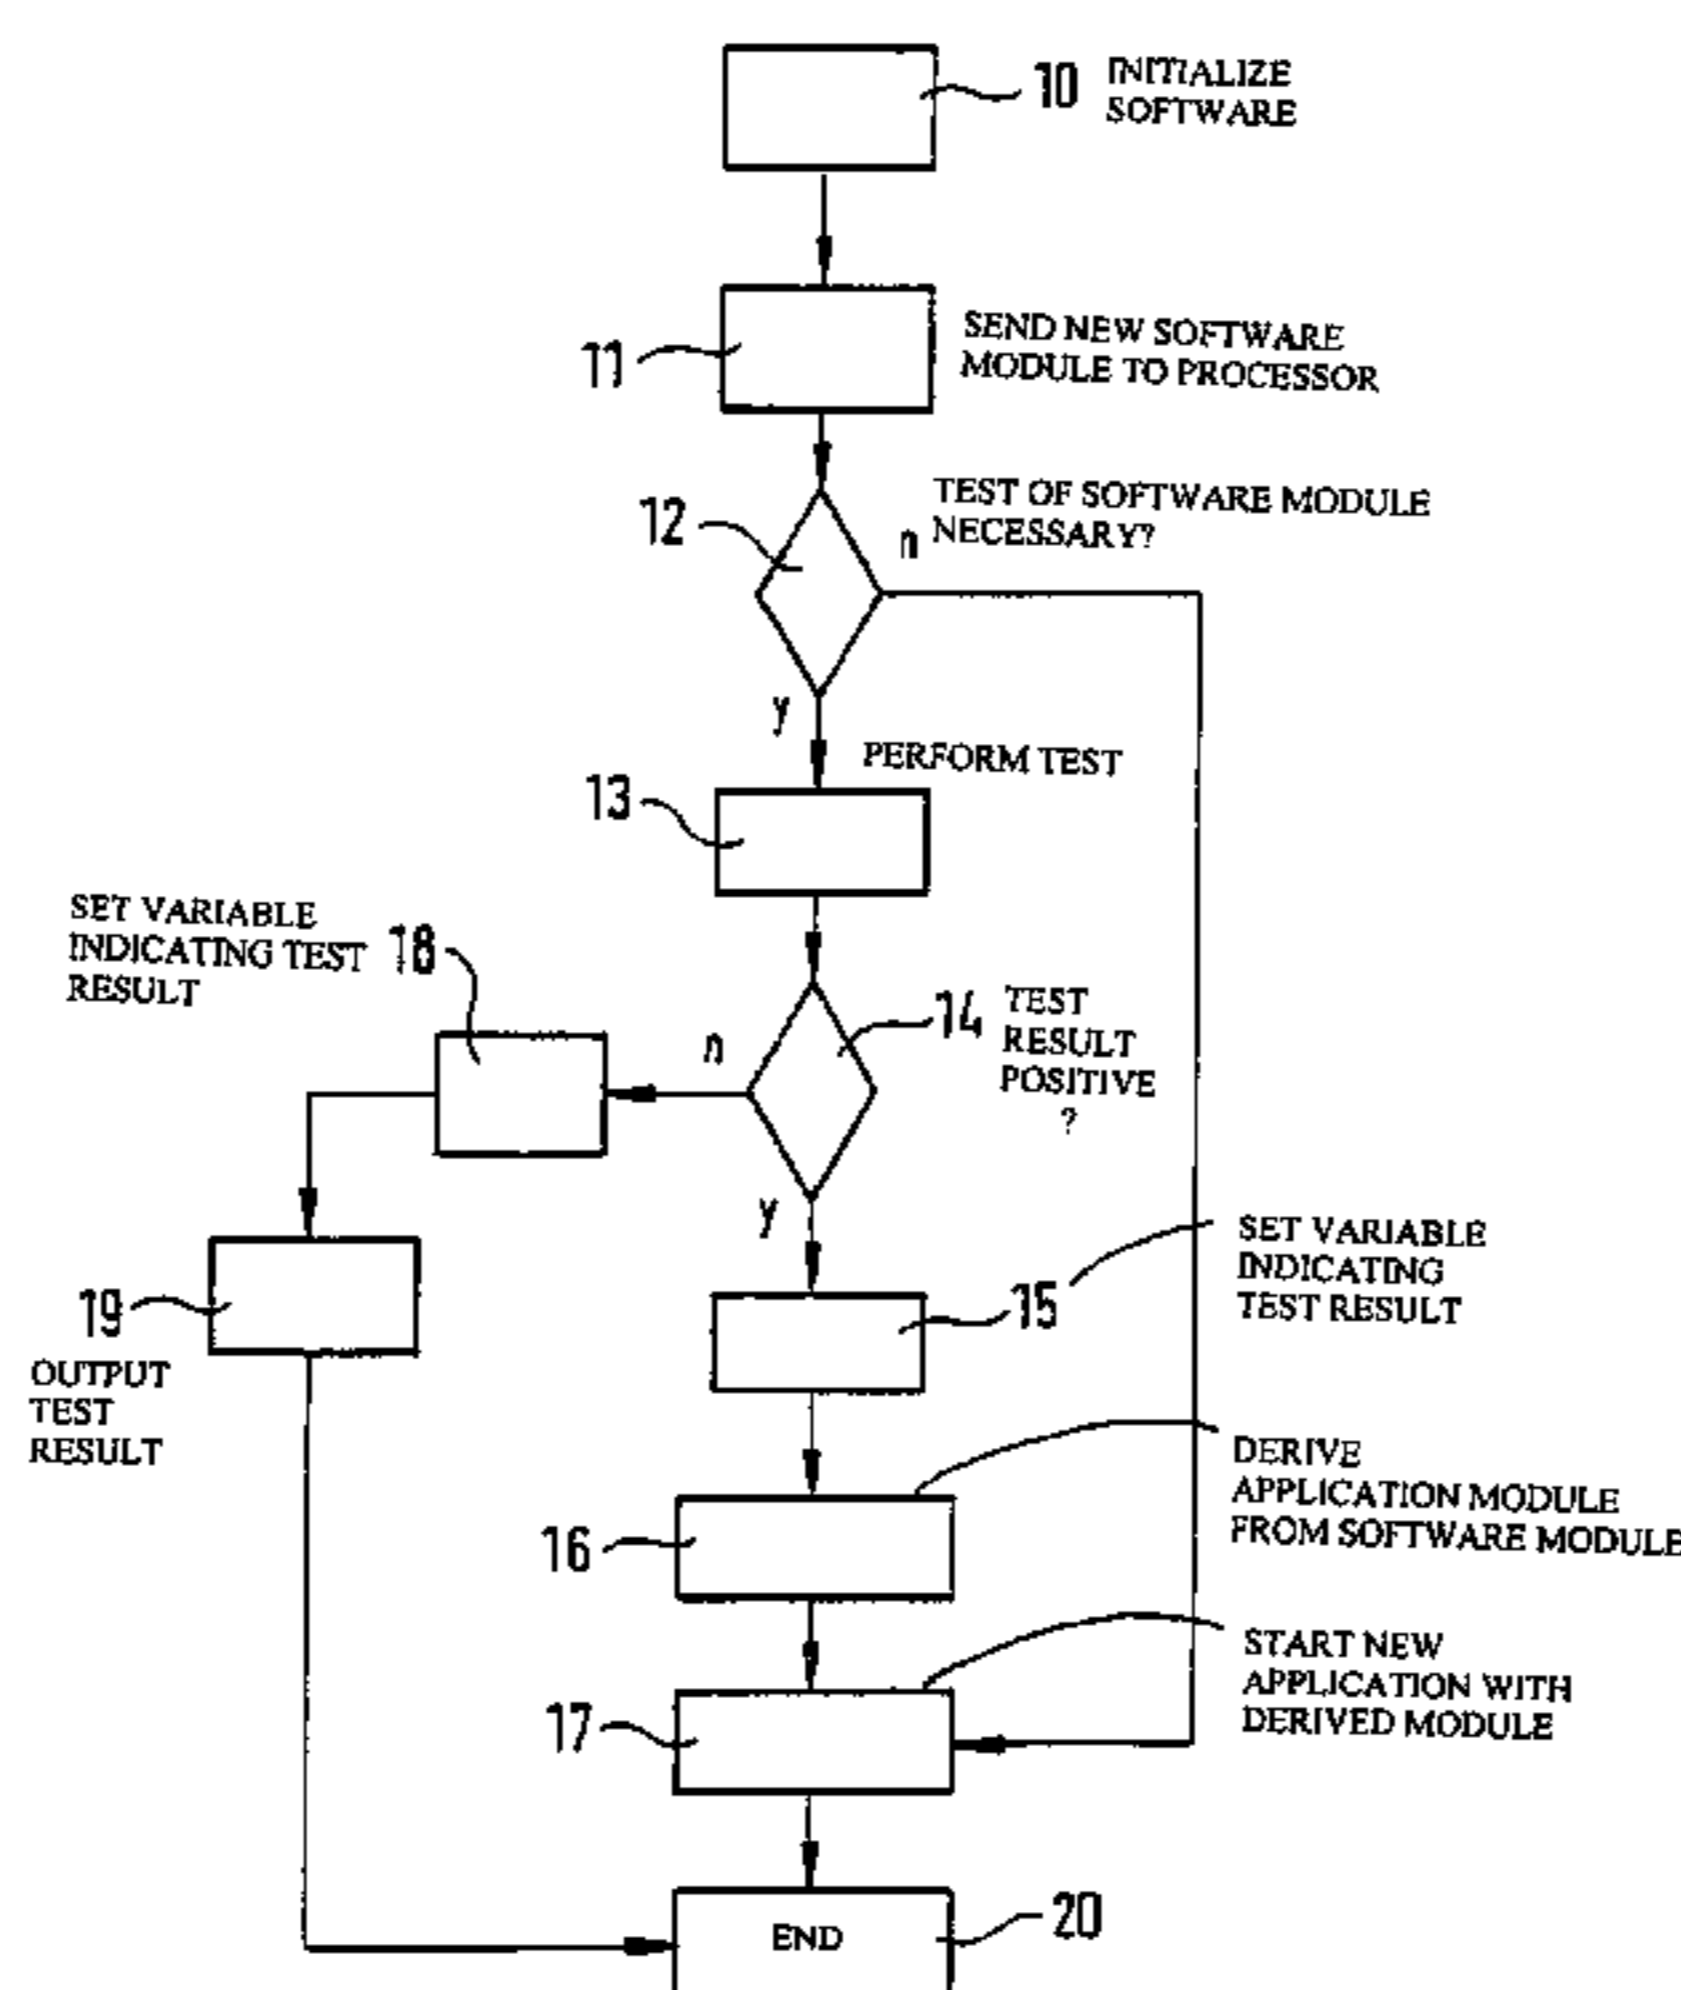 10 INITIALIZE
SOFTWARE
11
SEND NEW SOFTWARE
MODULE TO PROCESSOR
12
TEST OF SOFTWARE MODULE
n NECESSARY?
y
PERFORM TEST
13
SET VARIABLE
INDICATING TEST
RESULT
18
n
14
TEST
RESULT
POSITIVE
?
y
15
SET VARIABLE
INDICATING
TEST RESULT
19
OUTPUT
TEST
RESULT
DERIVE
APPLICATION MODULE
FROM SOFTWARE MODULE
16
START NEW
APPLICATION WITH
DERIVED MODULE
17
END
20